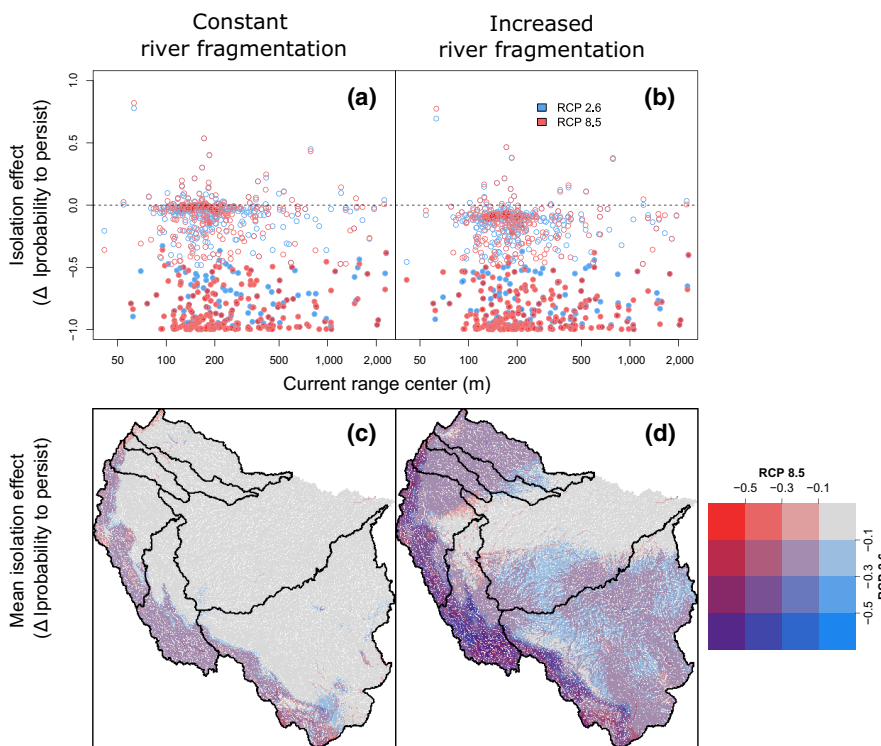 Constant
river fragmentation
Increased
river fragmentation
Isolation effect
(Δ |probability to persist)
1.0
0.5
0.0
−0.5
−1.0
(a)
(b)
RCP 2.6
RCP 8.5
50 100 200 500 1,000 2,000
50 100 200 500 1,000 2,000
Current range center (m)
Mean isolation effect
(Δ|probability to persist)
(c)
(d)
RCP 8.5
−0.5 −0.3 −0.1
−0.1
−0.3
−0.5